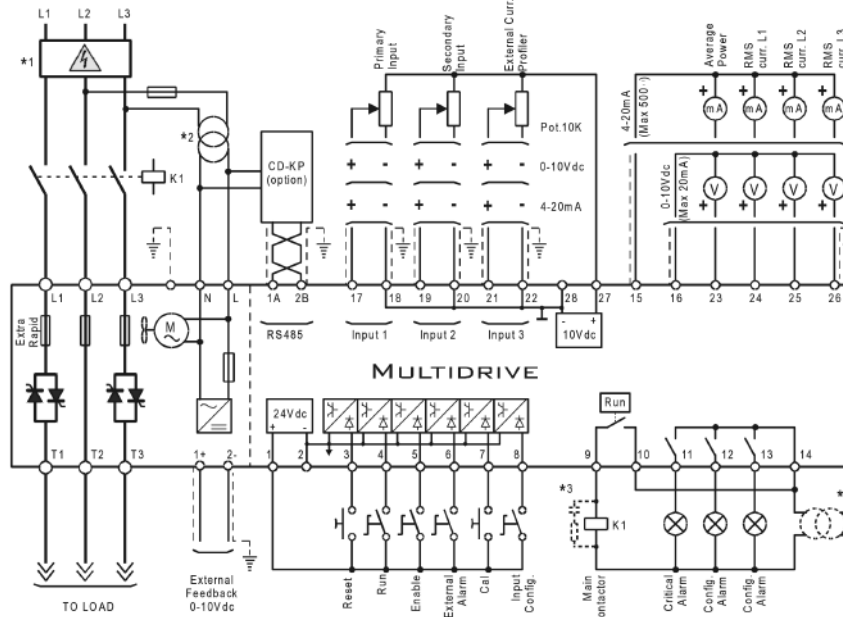 L1 L2 L3
*1
*2
K1
CD-KP
(option)
Primary
Input
Secondary
Input
External Curr.
Profiler
Pot.10K
+ - + - + - 0-10Vdc
+ - + - + - 4-20mA
4-20mA
(Max 500
0-10Vdc
(Max 20mA)
Average
Power
RMS
curr. L1
RMS
curr. L2
RMS
curr. L3
+ + + +
mA mA mA mA
V V V V
+ + + +
L1 L2 L3 N L 1A 2B 17 18 19 20 21 22 28 27 15 16 23 24 25 26
RS485 Input 1 Input 2 Input 3
- +
10Vdc
Extra
Rapid
M
MULTIDRIVE
24Vdc
+ -
Run
T1 T2 T3 1+ 2- 1 2 3 4 5 6 7 8 9 10 11 12 13 14
*3
K1
*
TO LOAD
External
Feedback
0-10Vdc
Reset
Run
Enable
External
Alarm
Cal
Input
Config.
Main
contactor
Critical
Alarm
Config.
Alarm
Config.
Alarm